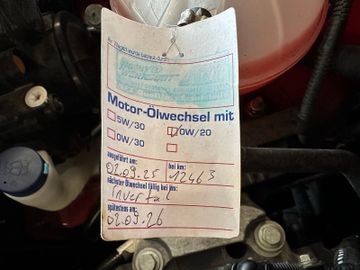 Motor-Ölwechsel mit
5W/30 0W/20
0W/30
ausgeführt am: bei km:
02.09.25 12463
nächster Ölwechsel fällig bei km:
Intervall
spätestens am:
02.09.26